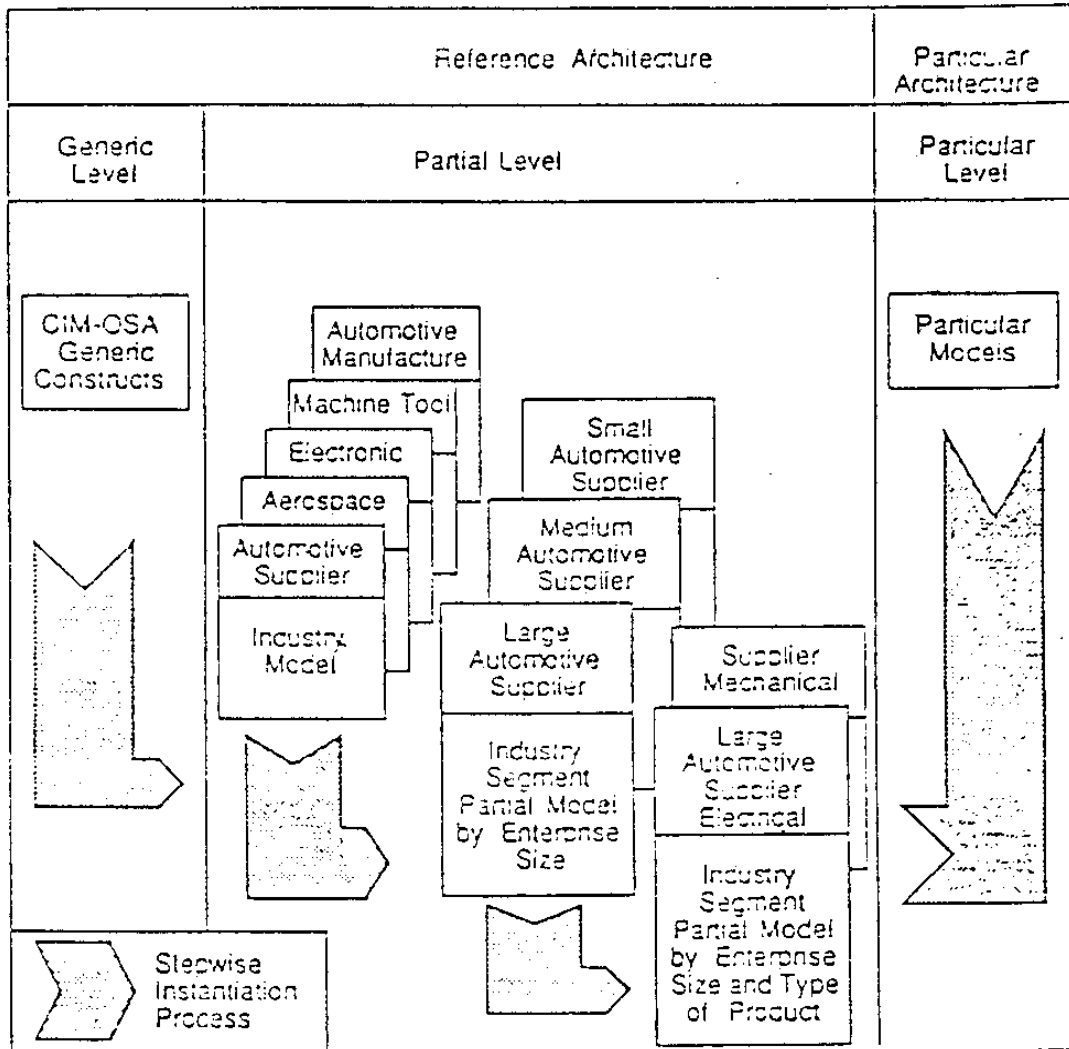 Reference Architecture
Particular
Architecture
Generic
Level
Partial Level
Particular
Level
CIM-OSA
Generic
Constructs
Automotive
Manufacture
Machine Tool
Electronic
Aerospace
Automotive
Supplier
Industry
Model
Small
Automotive
Supplier
Medium
Automotive
Supplier
Large
Automotive
Supplier
Industry
Segment
Partial Model
by Enterprise
Size
Supplier
Mechanical
Large
Automotive
Supplier
Electrical
Industry
Segment
Partial Model
by Enterprise
Size and Type
of Product
Particular
Models
Stepwise
Instantiation
Process